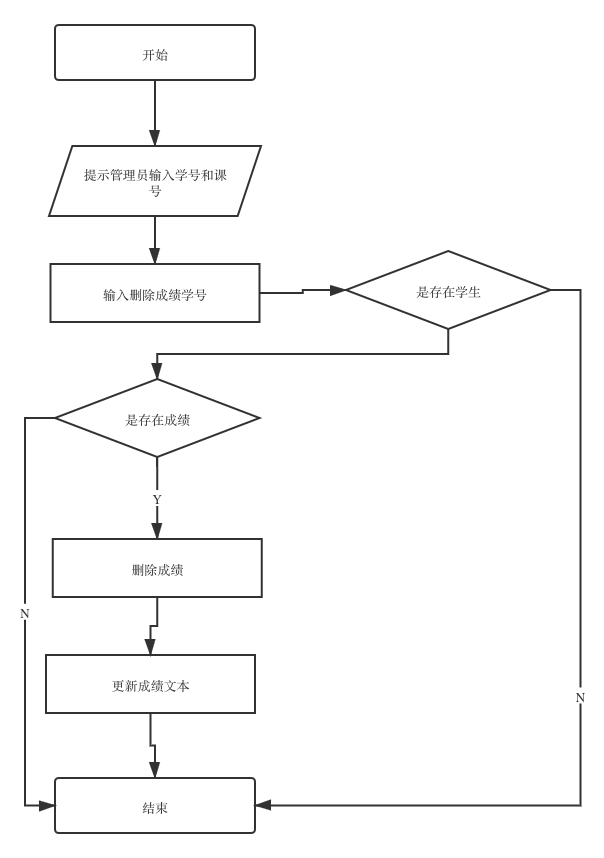 开始
提示管理员输入学号和课
号
输入删除成绩学号
是存在学生
是存在成绩
Y
删除成绩
N
更新成绩文本
N
结束